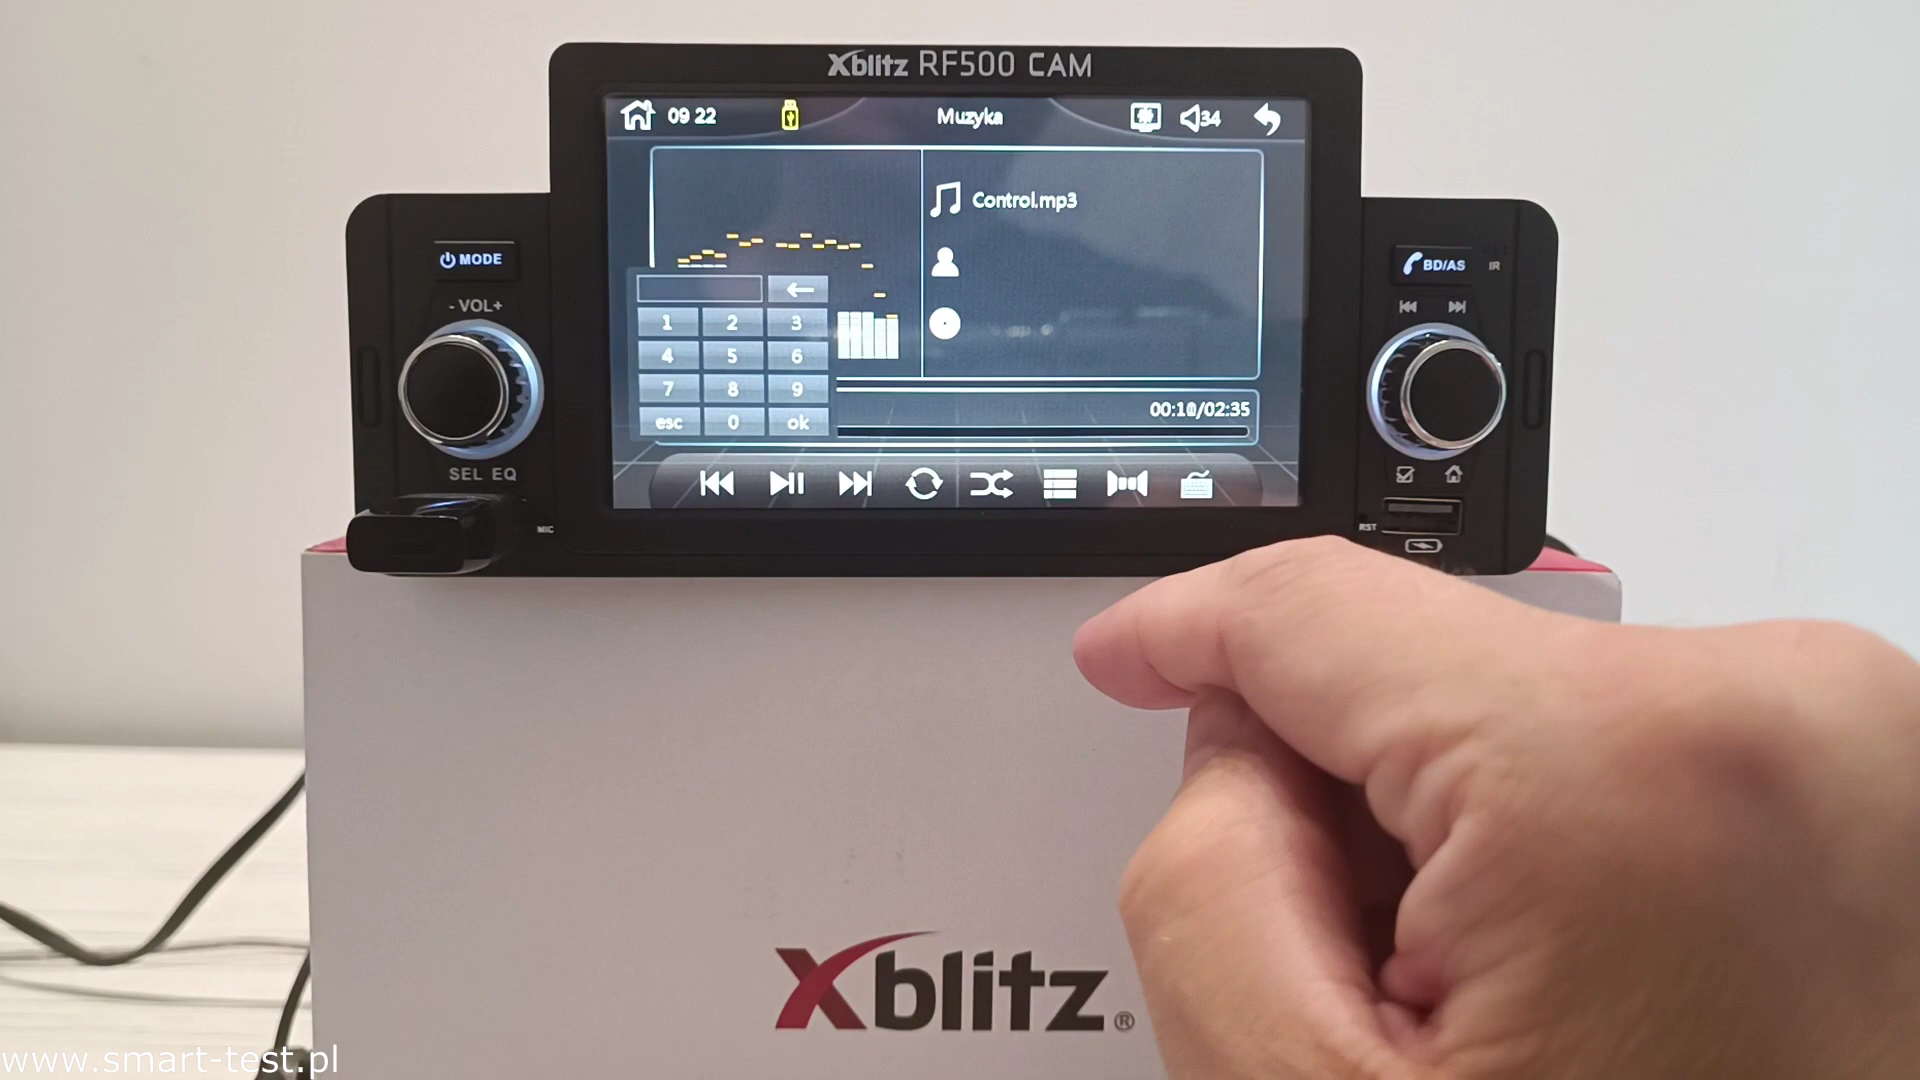 Xblitz RF500 CAM
09 22 Muzyka 34
Control.mp3
MODE
- VOL+
SEL EQ
MIC
1 2 3
4 5 6
7 8 9
esc 0 ok
00:10/02:35
BD/AS
IR
RST
Xblitz®
www.smart-test.pl